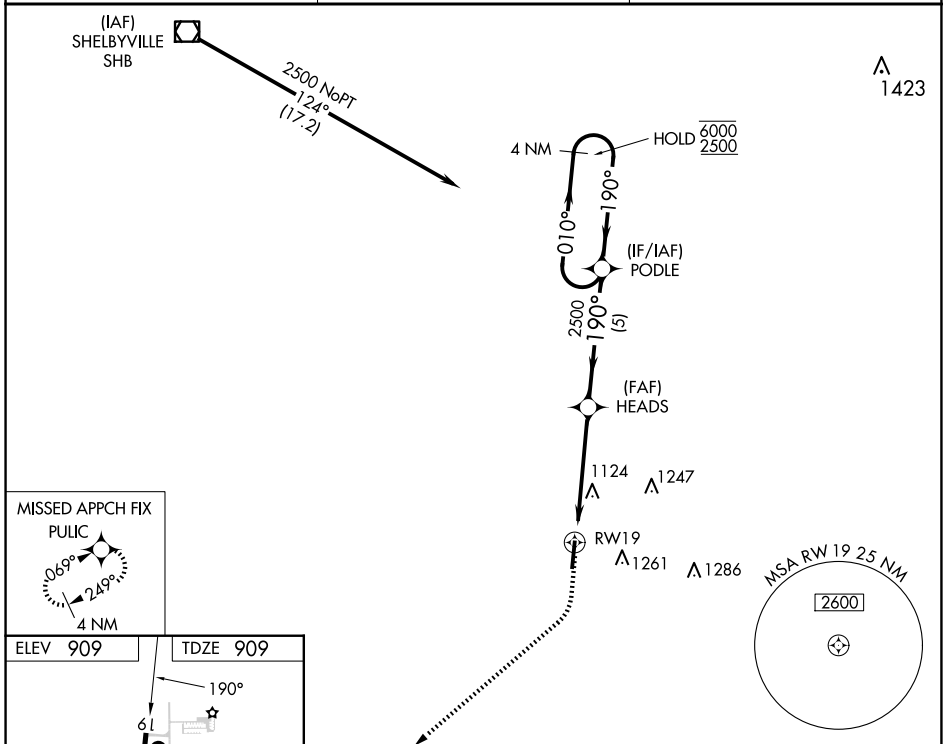 (IAF)
SHELBYVILLE
SHB
2500 NoPT
124°
(17.2)
1423
4 NM
HOLD 6000
2500
010°
190°
(IF/IAF)
PODLE
2500
190°
(5)
(FAF)
HEADS
1124
1247
RW19
1261
1286
MISSED APPCH FIX
PULIC
069°
249°
4 NM
MSA RW 19 25 NM
2600
ELEV 909
TDZE 909
190°
19